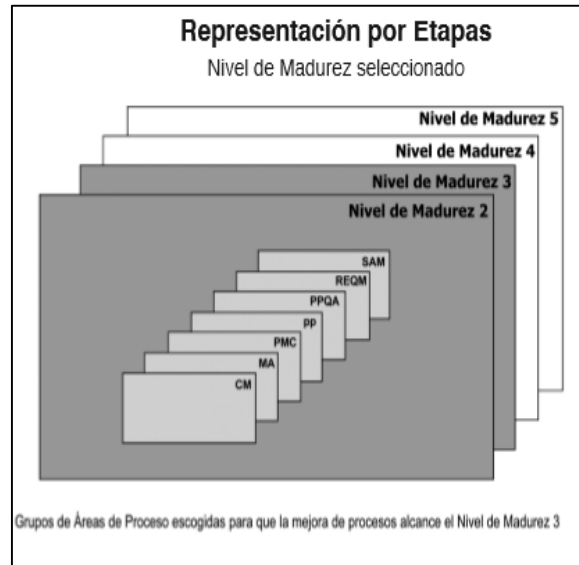 Representación por Etapas
Nivel de Madurez seleccionado
Nivel de Madurez 5
Nivel de Madurez 4
Nivel de Madurez 3
Nivel de Madurez 2
SAM
REQM
PPQA
PP
PMC
MA
CM
Grupos de Áreas de Proceso escogidas para que la mejora de procesos alcance el Nivel de Madurez 3